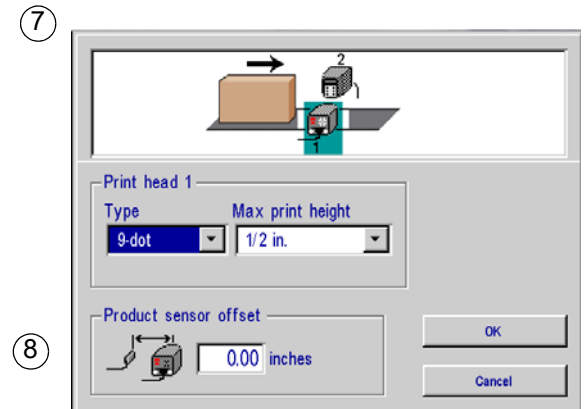 7
2
1
Print head 1
Type Max print height
9-dot 1/2 in.
Product sensor offset
8
0.00 inches
OK
Cancel